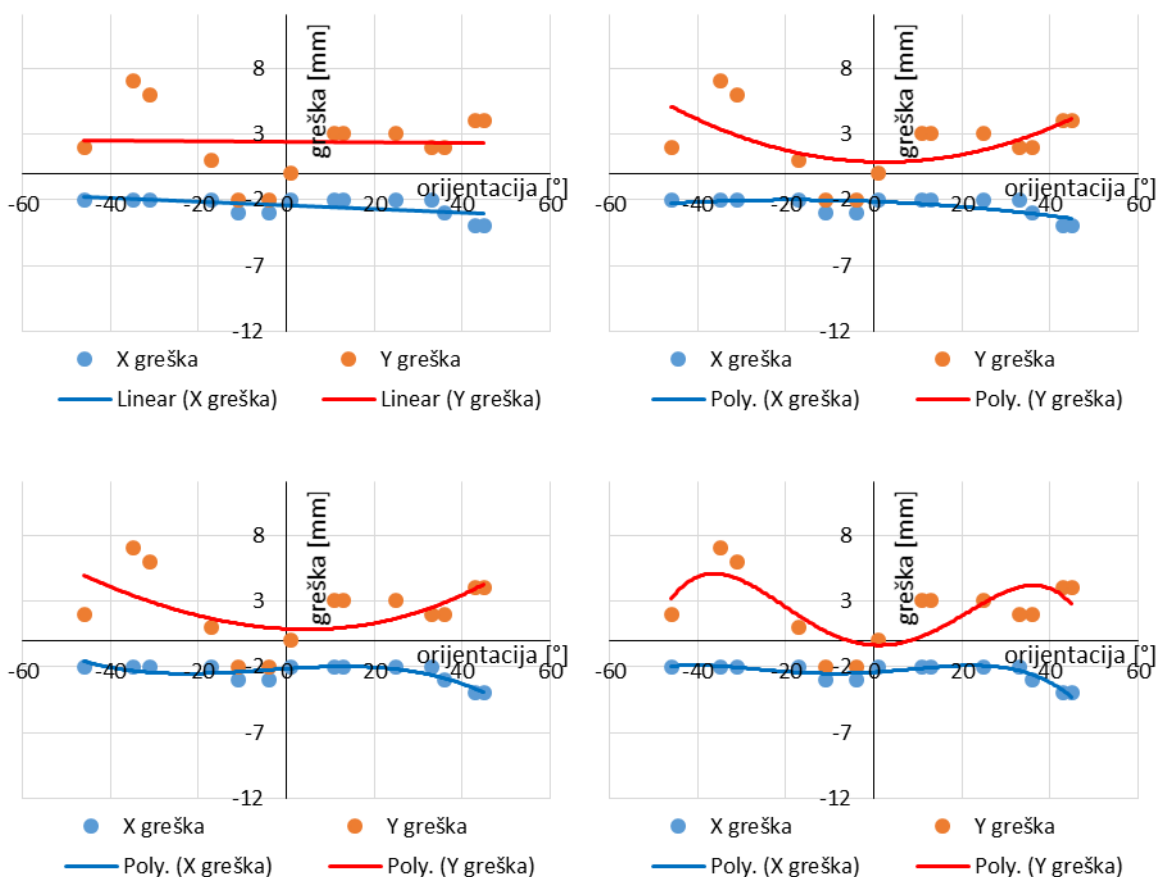 greška [mm]
8
3
orijentacija [°]
-60 -40 -20 -2 0 20 40 60
-7
-12
X greška Y greška
Linear (X greška) Linear (Y greška)
greška [mm]
8
3
orijentacija [°]
-60 -40 -20 -2 0 20 40 60
-7
-12
X greška Y greška
Poly. (X greška) Poly. (Y greška)
greška [mm]
8
3
orijentacija [°]
-60 -40 -20 -2 0 20 40 60
-7
-12
X greška Y greška
Poly. (X greška) Poly. (Y greška)
greška [mm]
8
3
orijentacija [°]
-60 -40 -20 -2 0 20 40 60
-7
-12
X greška Y greška
Poly. (X greška) Poly. (Y greška)